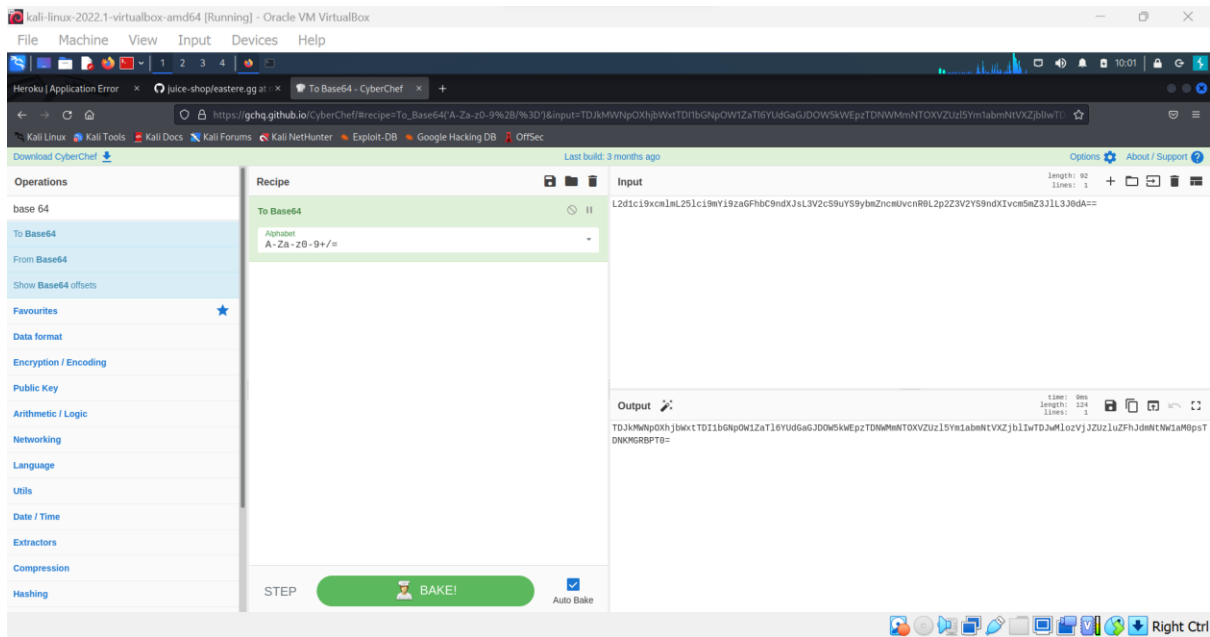 kali-linux-2022.1-virtualbox-amd64 [Running] - Oracle VM VirtualBox
File Machine View Input Devices Help
1 2 3 4
10:01
Heroku | Application Error
juice-shop/eastere.gg at
To Base64 - CyberChef
Kali Linux Kali Tools Kali Docs Kali Forums Kali NetHunter Exploit-DB Google Hacking DB OffSec
Download CyberChef
Last build: 3 months ago
Options About / Support
Operations
Recipe
Input
length: 92
lines: 1
base 64
To Base64
From Base64
Show Base64 offsets
Favourites
Data format
Encryption / Encoding
Public Key
Arithmetic / Logic
Networking
Language
Utils
Date / Time
Extractors
Compression
Hashing
To Base64
Alphabet
A-Za-z0-9+/=
STEP
BAKE!
Auto Bake
Output
time: 0ms
length: 124
lines: 1
DNKMGRBPT0=
Right Ctrl